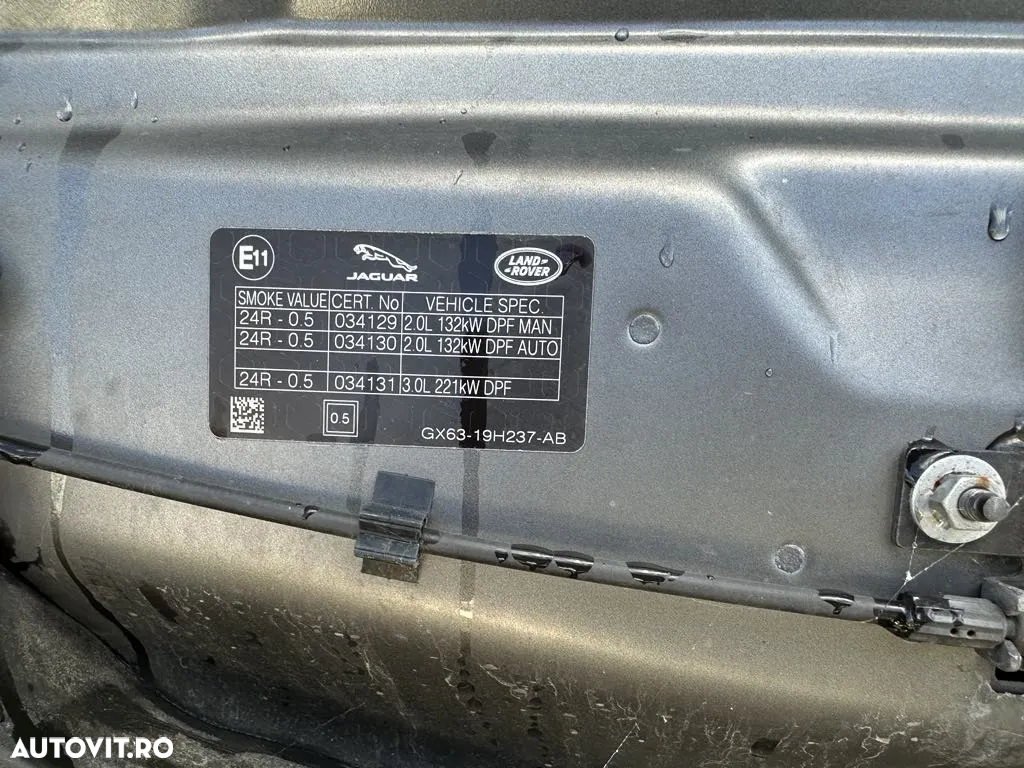 E11
JAGUAR
LAND-
-ROVER
SMOKE VALUE CERT. No VEHICLE SPEC.
24R - 0.5 034129 2.0L 132kW DPF MAN
24R - 0.5 034130 2.0L 132kW DPF AUTO
24R - 0.5 034131 3.0L 221kW DPF
0.5
GX63-19H237-AB
AUTOVIT.RO